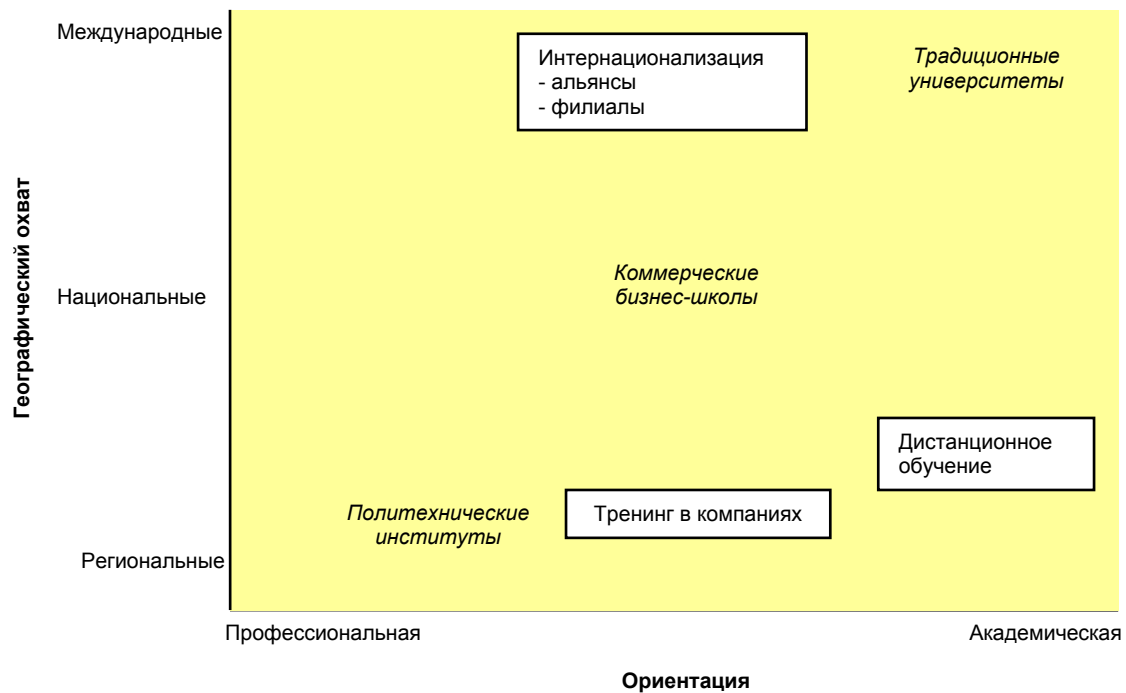 Международные
Интернационализация
- альянсы
- филиалы
Традиционные
университеты
Географический охват
Национальные
Коммерческие
бизнес-школы
Дистанционное
обучение
Политехнические
институты
Тренинг в компаниях
Региональные
Профессиональная
Академическая
Ориентация